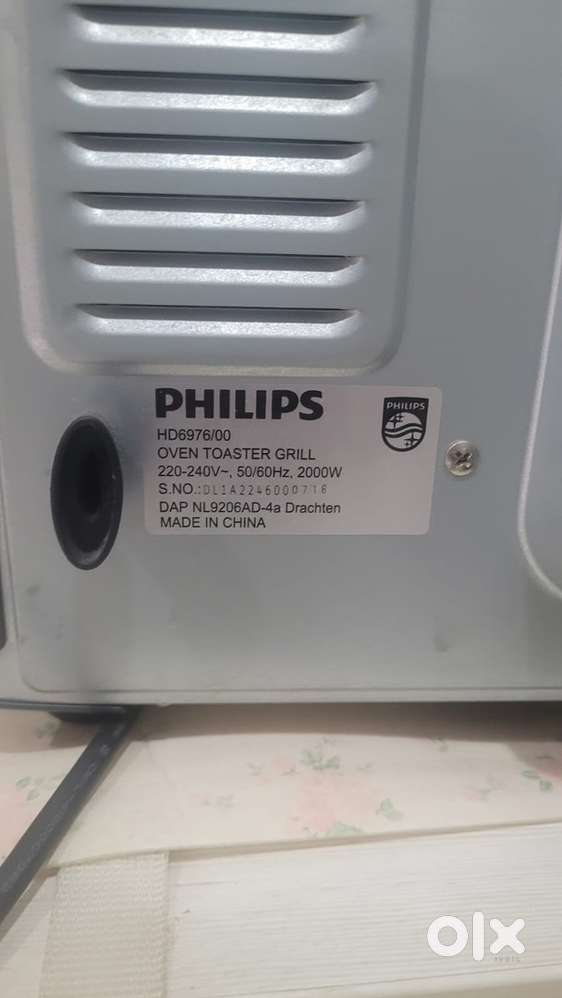 PHILIPS
PHILIPS
HD6976/00
OVEN TOASTER GRILL
220-240V~, 50/60Hz, 2000W
S.NO.:DL1A2246000718
DAP NL9206AD-4a Drachten
MADE IN CHINA
olx